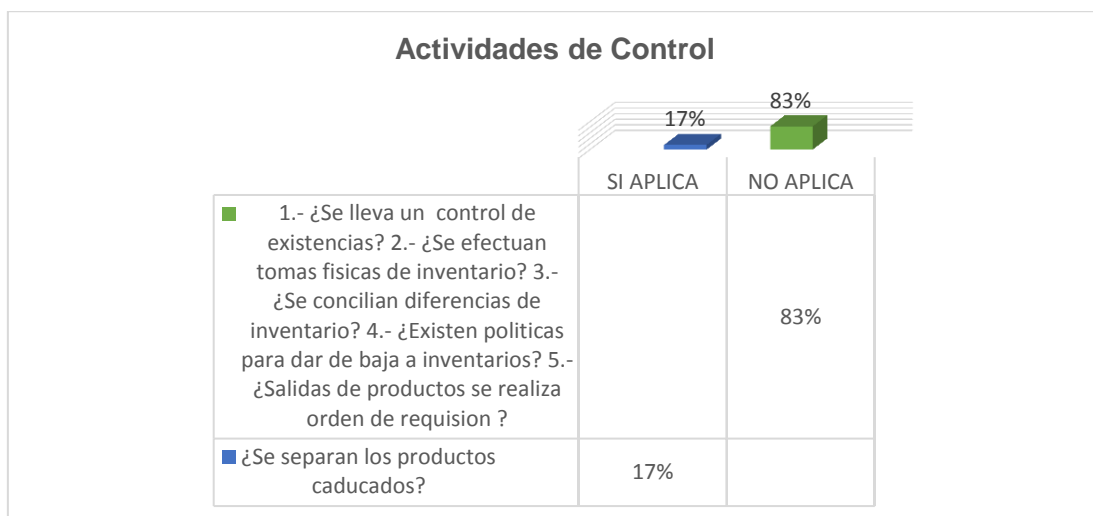 Actividades de Control
83%
17%
SI APLICA NO APLICA
1.- ¿Se lleva un control de
existencias? 2.- ¿Se efectuan
tomas fisicas de inventario? 3.-
¿Se concilian diferencias de
inventario? 4.- ¿Existen politicas
para dar de baja a inventarios? 5.-
¿Salidas de productos se realiza
orden de requision ?
83%
¿Se separan los productos
caducados?
17%